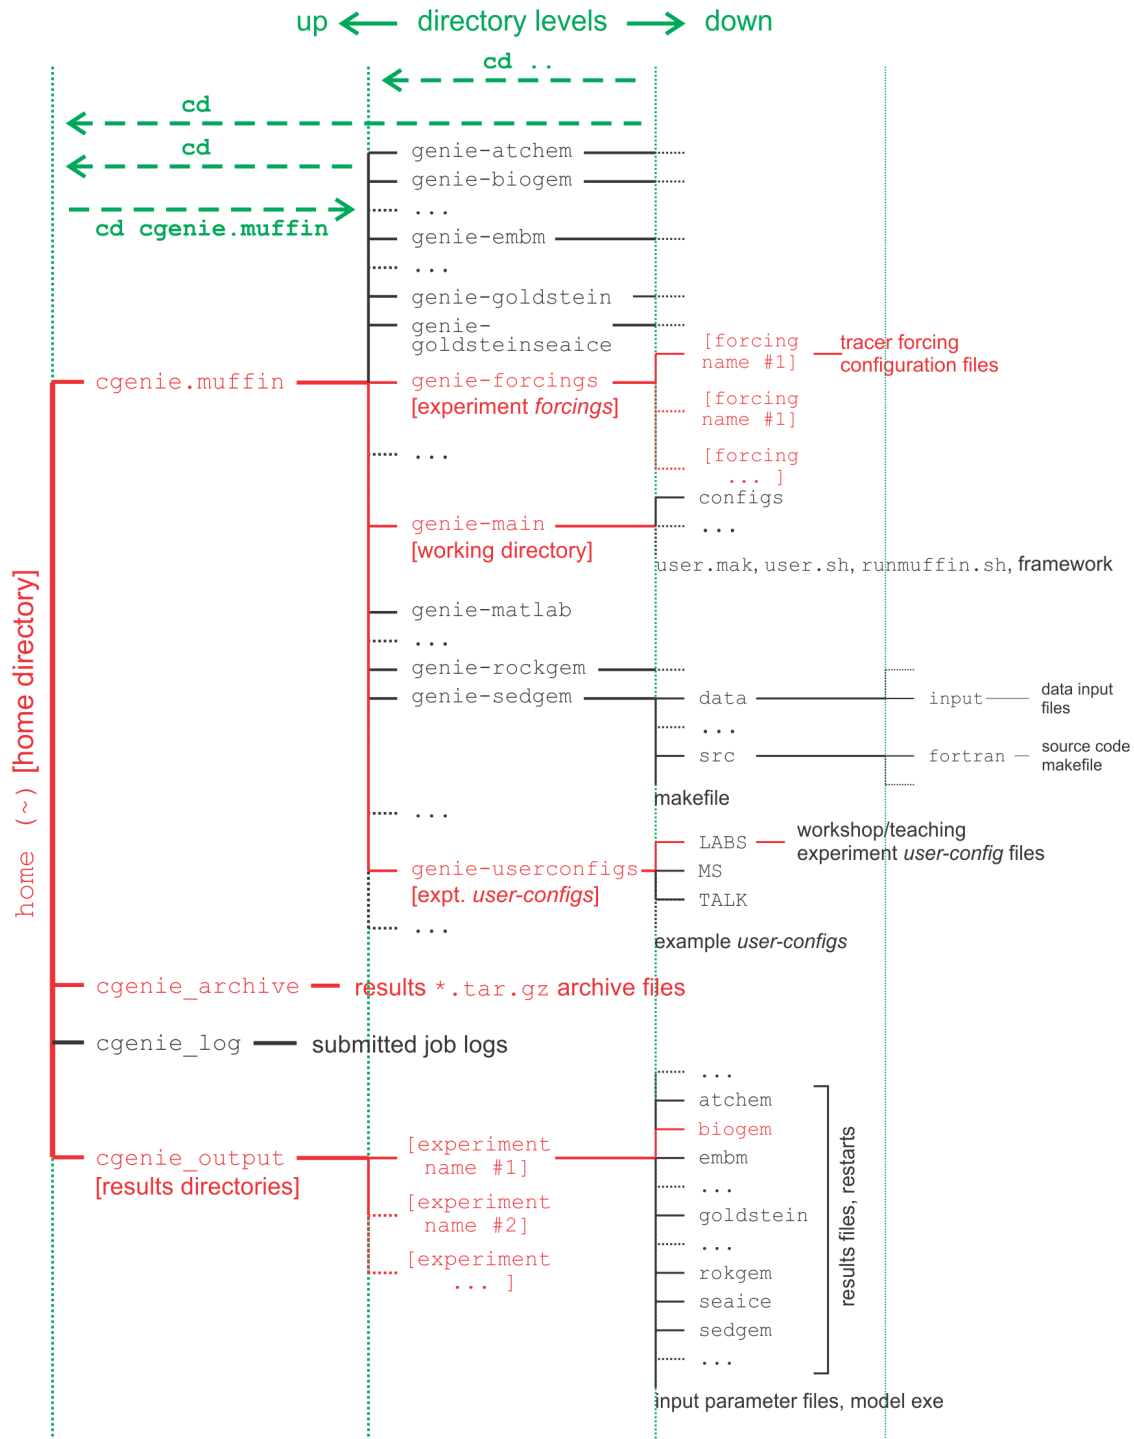 up directory levels down
cd ..
cd
cd
cd cgenie.muffin
genie-atchem
genie-biogem
...
genie-embm
...
genie-goldstein
genie-
goldsteinseaice
cgenie.muffin
genie-forcings
[experiment forcings]
[forcing
name #1]
tracer forcing
configuration files
[forcing
name #1]
[forcing
... ]
...
genie-main
[working directory]
configs
...
user.mak, user.sh, runmuffin.sh, framework
genie-matlab
...
genie-rockgem
genie-sedgem
data
input
data input
files
...
src
fortran
source code
makefile
makefile
...
genie-userconfigs
[expt. user-configs]
LABS
workshop/teaching
experiment user-config files
MS
TALK
...
example user-configs
home (~) [home directory]
cgenie_archive
results *.tar.gz archive files
cgenie_log
submitted job logs
cgenie_output
[results directories]
[experiment
name #1]
[experiment
name #2]
[experiment
... ]
...
atchem
biogem
embm
...
goldstein
...
rokgem
seaice
sedgem
...
results files, restarts
input parameter files, model exe